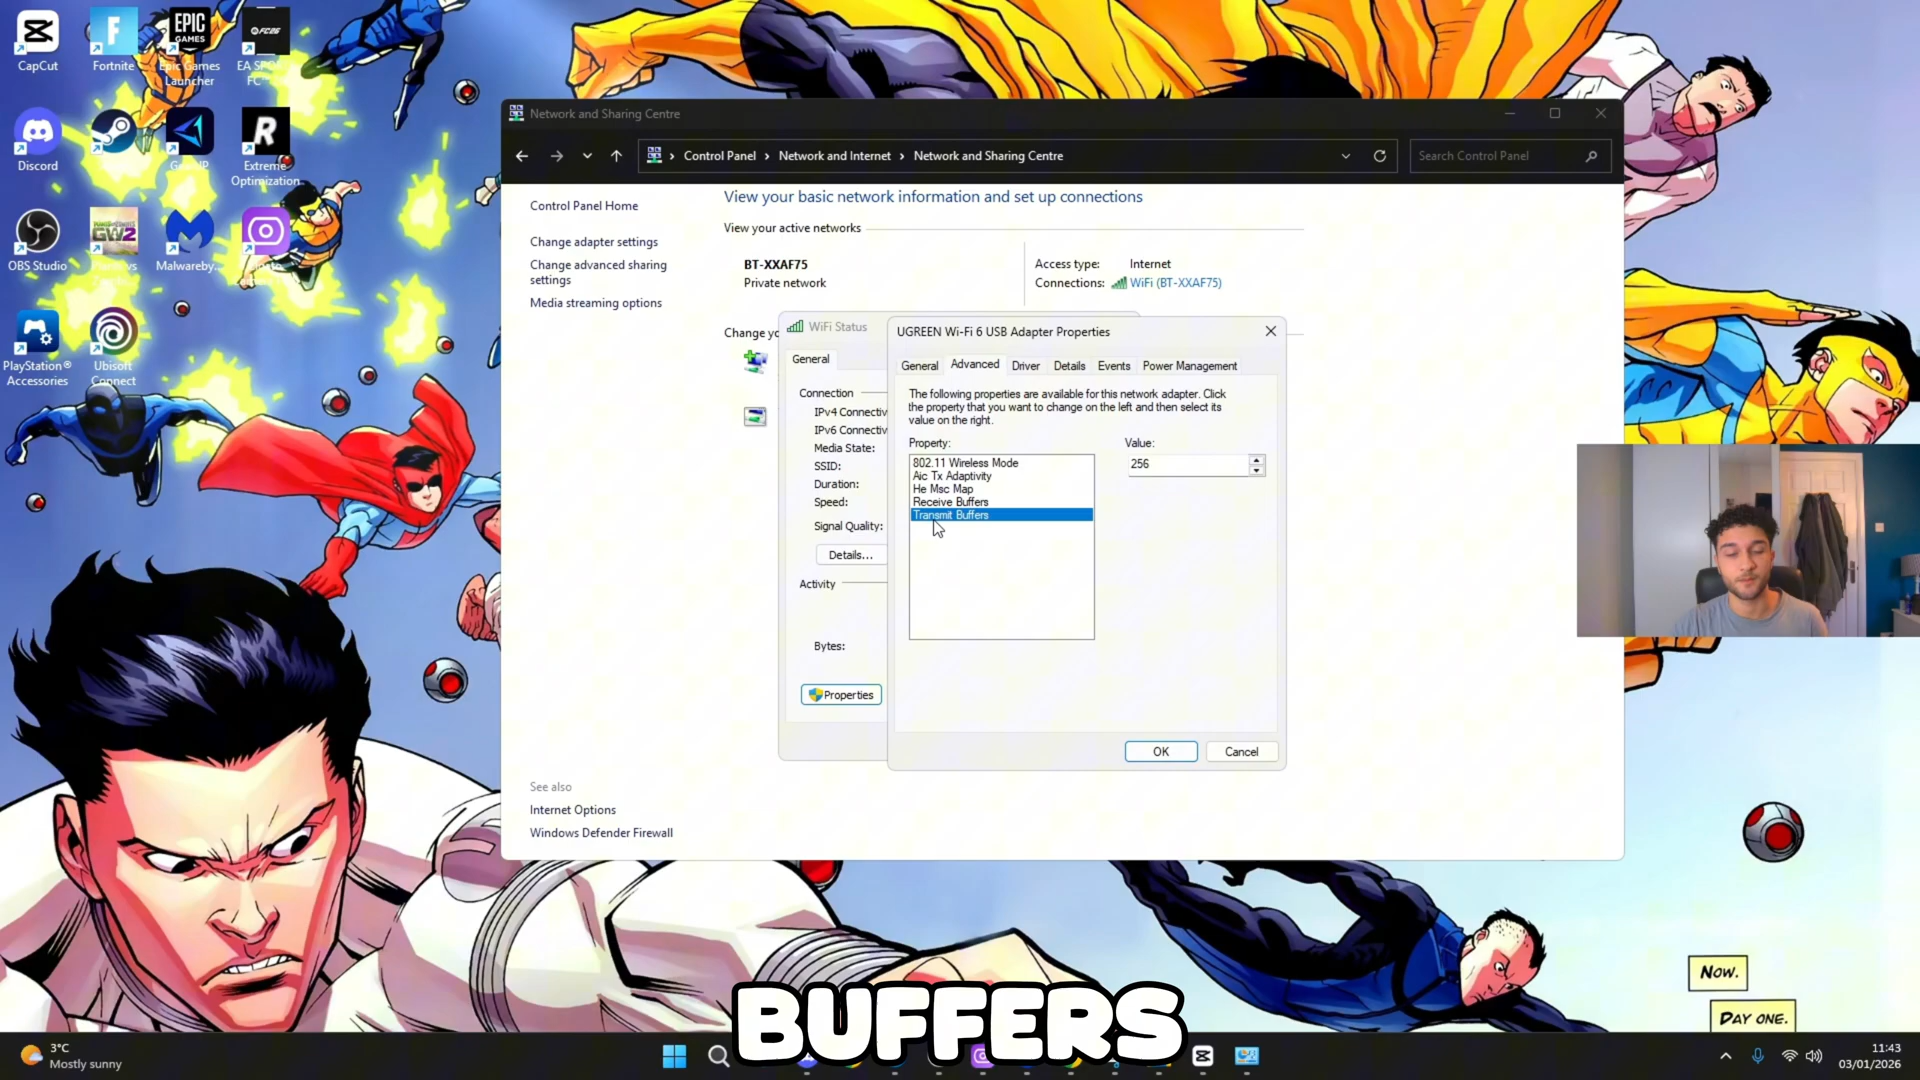 CapCut
Fortnite
EPIC
GAMES
Epic Games
Launcher
Discord
Extreme
Optimization
OBS Studio
GW2
Malwareby...
PlayStation®
Accessories
Ubisoft
Connect
Network and Sharing Centre
Control Panel > Network and Internet > Network and Sharing Centre
Search Control Panel
Control Panel Home
Change adapter settings
Change advanced sharing
settings
Media streaming options
See also
Internet Options
Windows Defender Firewall
View your basic network information and set up connections
View your active networks
BT-XXAF75
Private network
Access type: Internet
Connections: WiFi (BT-XXAF75)
Change yo
WiFi Status
General
Connection
IPv4 Connectiv
IPv6 Connectiv
Media State:
SSID:
Duration:
Speed:
Signal Quality:
Details...
Activity
Bytes:
Properties
UGREEN Wi-Fi 6 USB Adapter Properties
General Advanced Driver Details Events Power Management
The following properties are available for this network adapter. Click
the property that you want to change on the left and then select its
value on the right.
Property:
Value:
802.11 Wireless Mode
Aic Tx Adaptivity
He Msc Map
Receive Buffers
Transmit Buffers
256
OK Cancel
NOW.
DAY ONE.
BUFFERS
3°C
Mostly sunny
11:43
03/01/2026